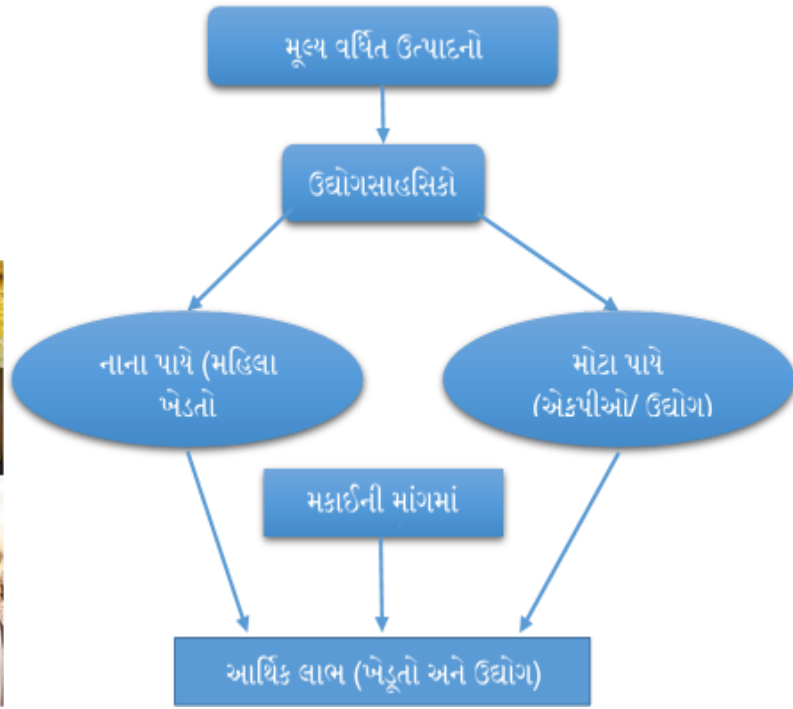 મૂલ્ય વર્ધિત ઉત્પાદનો
ઉદ્યોગસાહસિકો
નાના પાયે (મહિલા
ખેડતો
મોટા પાયે
(એફપીઓ/ ઉદ્યોગ)
મકાઈની માંગમાં
આર્થિક લાભ (ખેડૂતો અને ઉદ્યોગ)